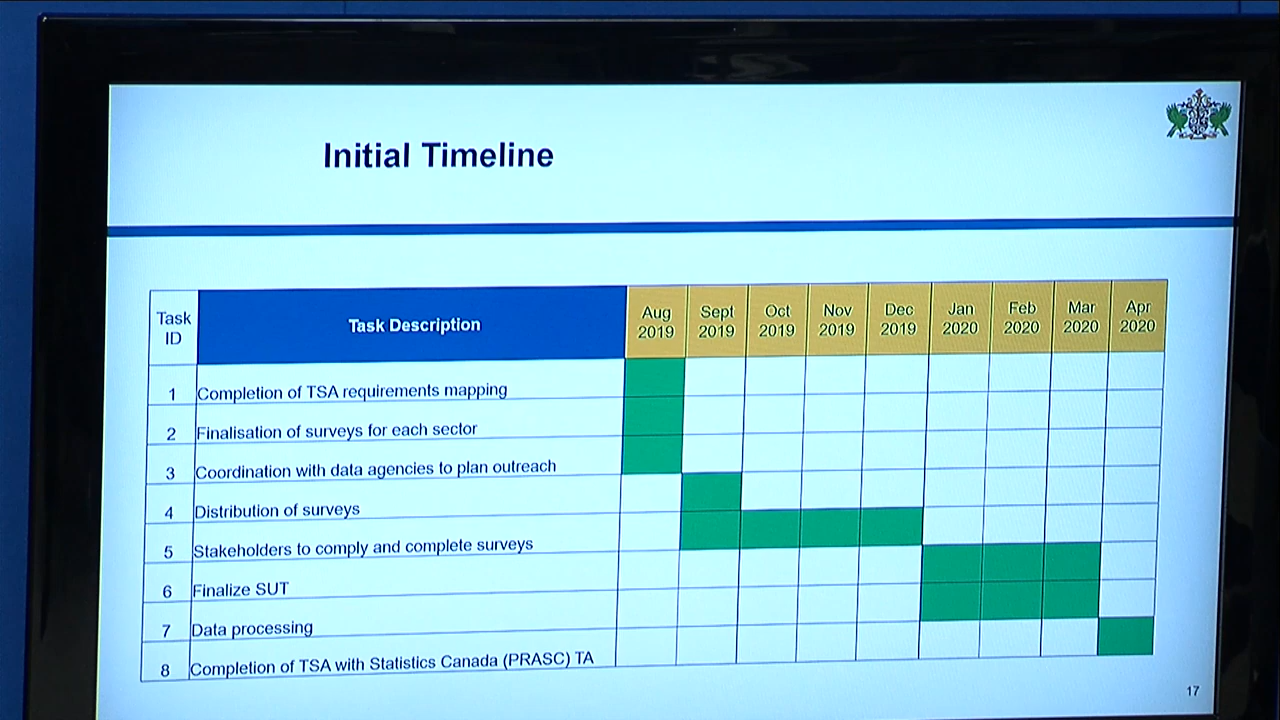 Initial Timeline
Task ID Task Description Aug 2019 Sept 2019 Oct 2019 Nov 2019 Dec 2019 Jan 2020 Feb 2020 Mar 2020 Apr 2020
1 Completion of TSA requirements mapping
2 Finalisation of surveys for each sector
3 Coordination with data agencies to plan outreach
4 Distribution of surveys
5 Stakeholders to comply and complete surveys
6 Finalize SUT
7 Data processing
8 Completion of TSA with Statistics Canada (PRASC) TA
17